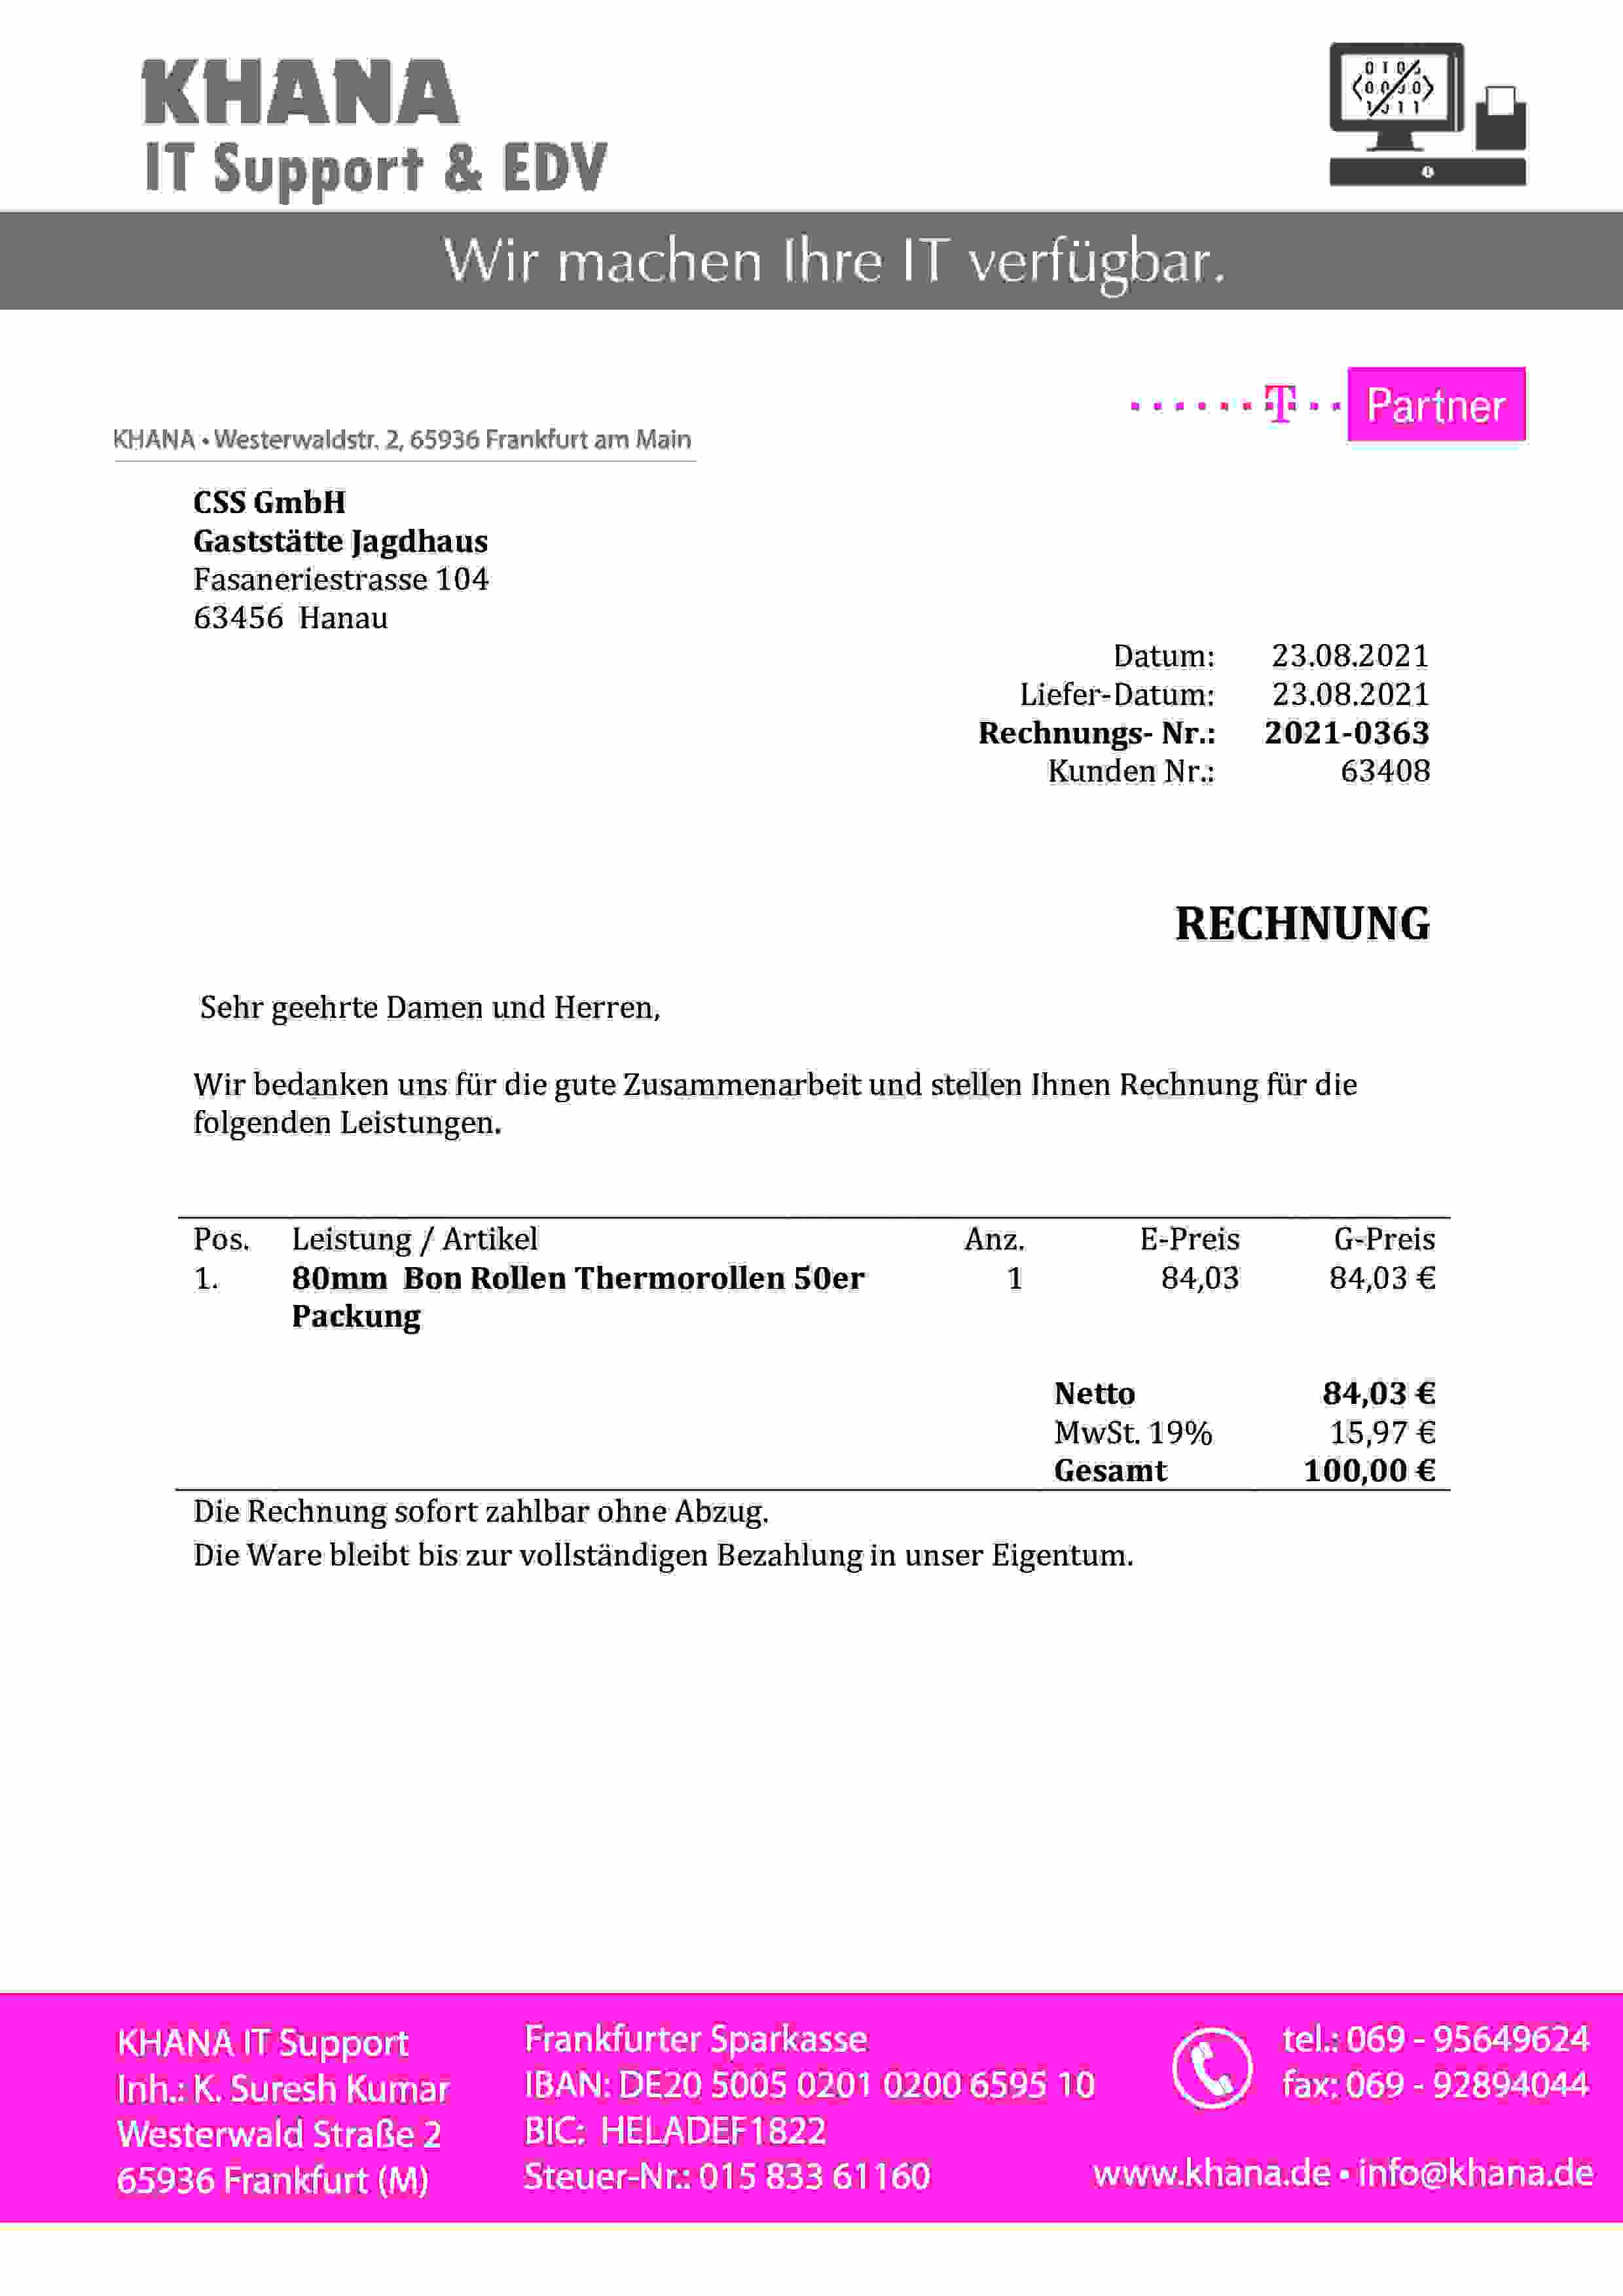 KHANA
IT Support & EDV
Wir machen Ihre IT verfügbar.
T Partner
KHANA • Westerwaldstr. 2, 65936 Frankfurt am Main
CSS GmbH
Gaststätte Jagdhaus
Fasaneriestrasse 104
63456 Hanau
Datum: 23.08.2021
Liefer-Datum: 23.08.2021
Rechnungs- Nr.: 2021-0363
Kunden Nr.: 63408
RECHNUNG
Sehr geehrte Damen und Herren,
Wir bedanken uns für die gute Zusammenarbeit und stellen Ihnen Rechnung für die
folgenden Leistungen.
Pos. Leistung / Artikel Anz. E-Preis G-Preis
1. 80mm Bon Rollen Thermorollen 50er 1 84,03 84,03 €
Packung
Netto 84,03 €
MwSt. 19% 15,97 €
Gesamt 100,00 €
Die Rechnung sofort zahlbar ohne Abzug.
Die Ware bleibt bis zur vollständigen Bezahlung in unser Eigentum.
KHANA IT Support
Inh.: K. Suresh Kumar
Westerwald Straße 2
65936 Frankfurt (M)
Frankfurter Sparkasse
IBAN: DE20 5005 0201 0200 6595 10
BIC: HELADEF1822
Steuer-Nr.: 015 833 61160
tel.: 069 - 95649624
fax: 069 - 92894044
www.khana.de • info@khana.de